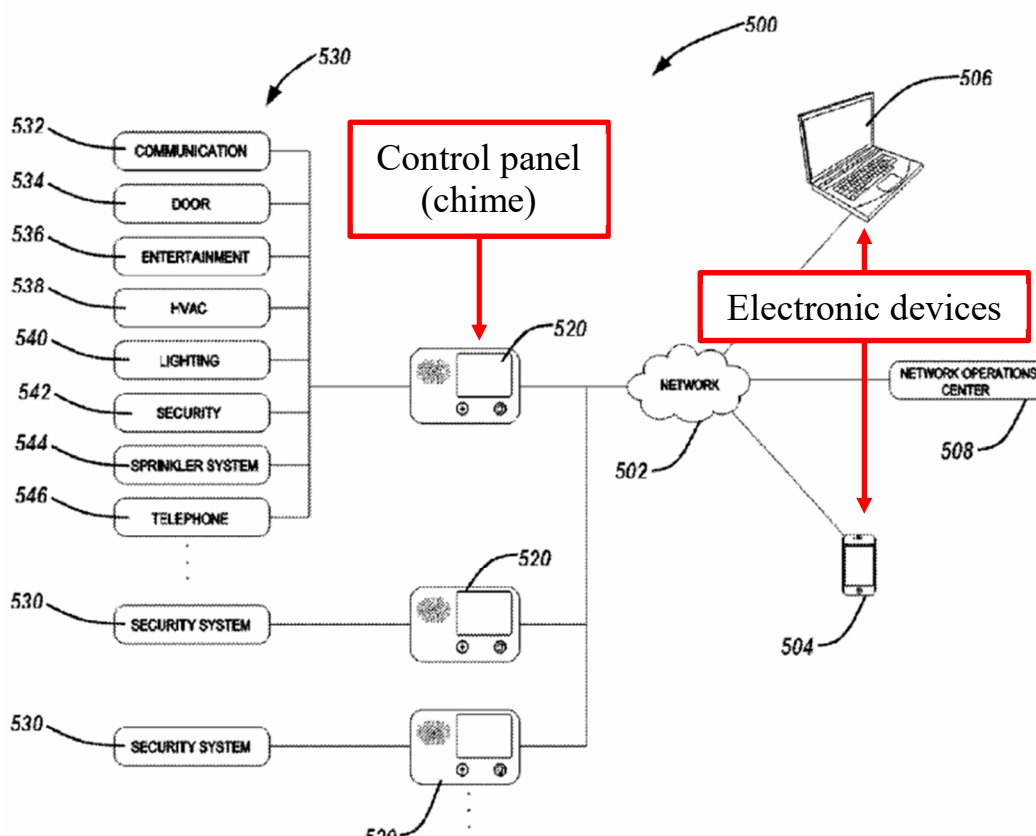 530
500
506
532
COMMUNICATION
534
DOOR
536
ENTERTAINMENT
538
HVAC
540
LIGHTING
542
SECURITY
544
SPRINKLER SYSTEM
546
TELEPHONE
Control panel
(chime)
520
Electronic devices
NETWORK
502
NETWORK OPERATIONS
CENTER
508
504
530
SECURITY SYSTEM
520
530
SECURITY SYSTEM
520